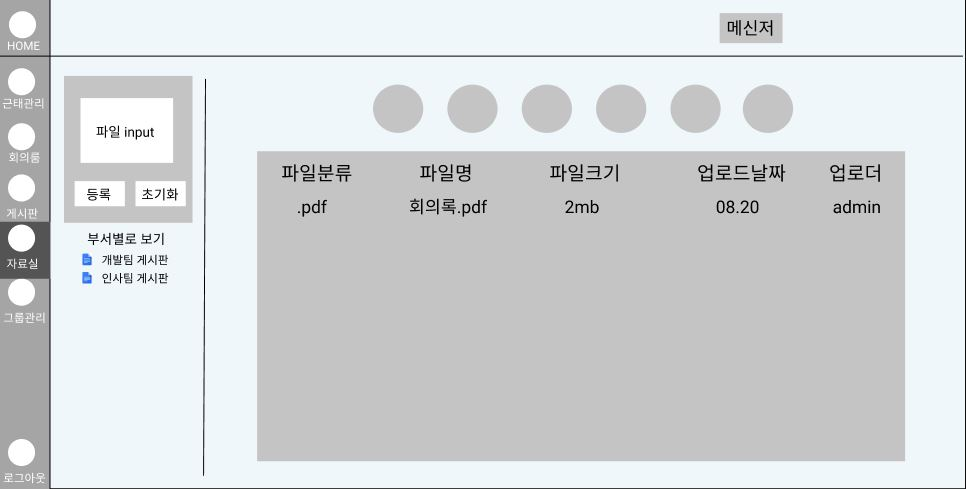 HOME
근태관리
회의룸
게시판
자료실
그룹관리
로그아웃
메신저
파일 input
등록 초기화
부서별로 보기
개발팀 게시판
인사팀 게시판
파일분류 파일명 파일크기 업로드날짜 업로더
.pdf 회의록.pdf 2mb 08.20 admin